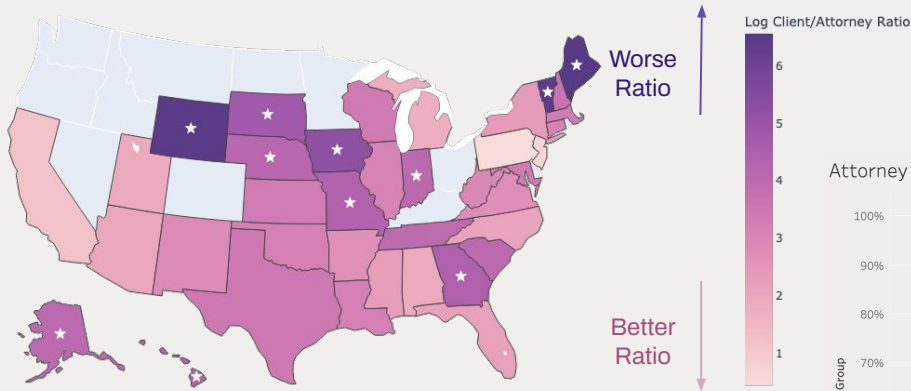 Worse
Ratio
Better
Ratio
Log Client/Attorney Ratio
6
5
4
3
2
1
Attorney
100%
90%
80%
70%
Group